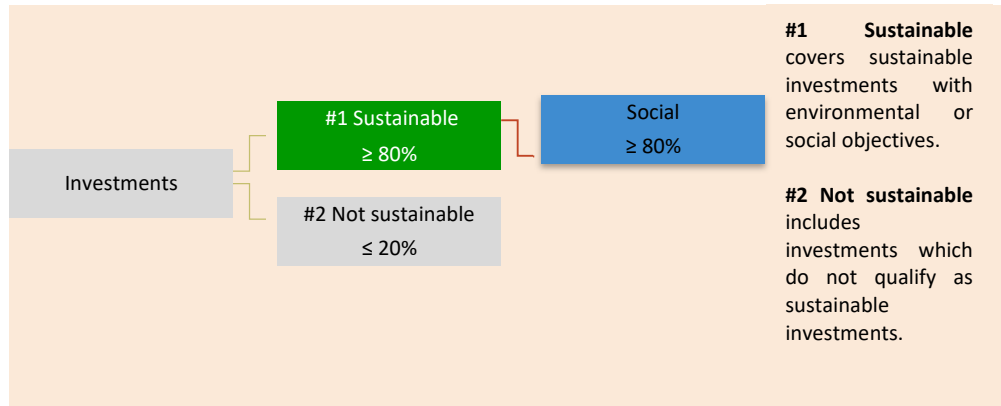 Investments
#1 Sustainable
≥ 80%
#2 Not sustainable
≤ 20%
Social
≥ 80%
#1 Sustainable
covers sustainable
investments with
environmental or
social objectives.
#2 Not sustainable
includes
investments which
do not qualify as
sustainable
investments.